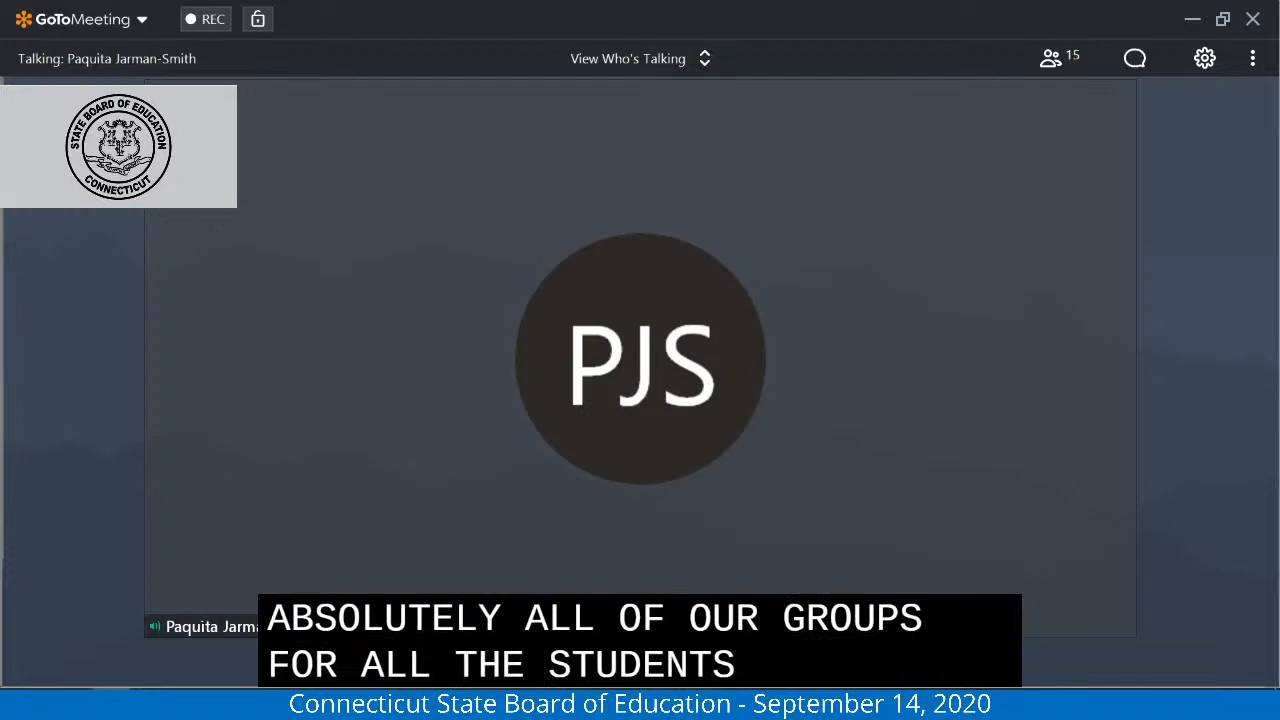 GoToMeeting
REC
Talking: Paquita Jarman-Smith
View Who's Talking
15
STATE BOARD OF EDUCATION
CONNECTICUT
PJS
Paquita Jarma
ABSOLUTELY ALL OF OUR GROUPS
FOR ALL THE STUDENTS
Connecticut State Board of Education - September 14, 2020